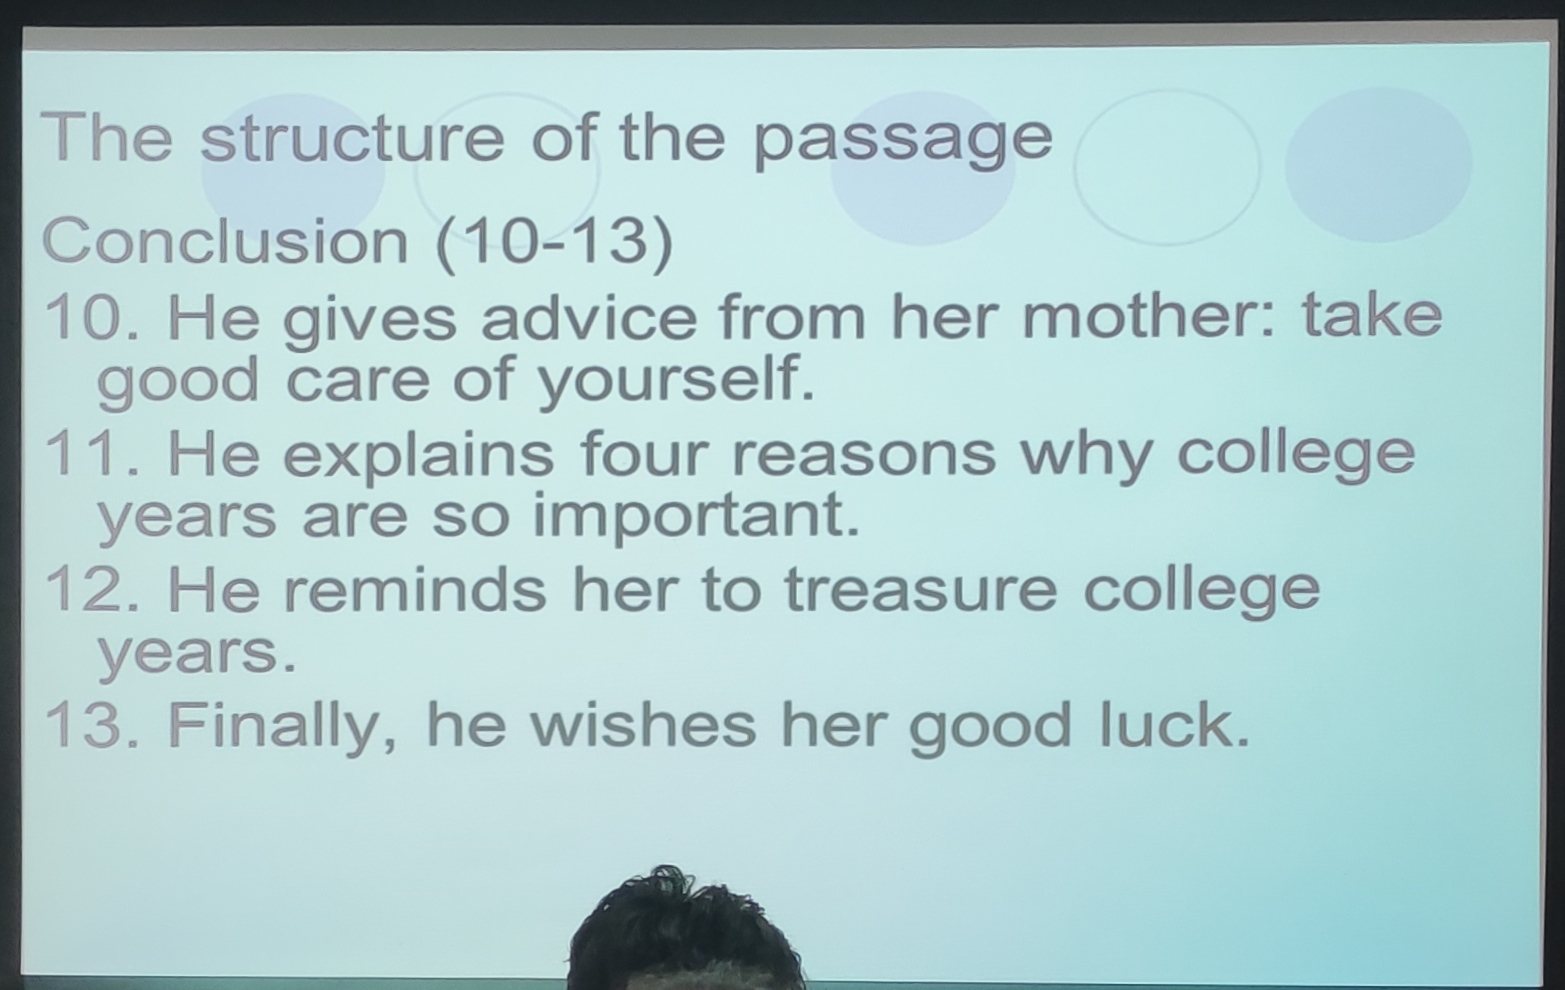 The structure of the passage
Conclusion (10-13)
10. He gives advice from her mother: take
good care of yourself.
11. He explains four reasons why college
years are so important.
12. He reminds her to treasure college
years.
13. Finally, he wishes her good luck.